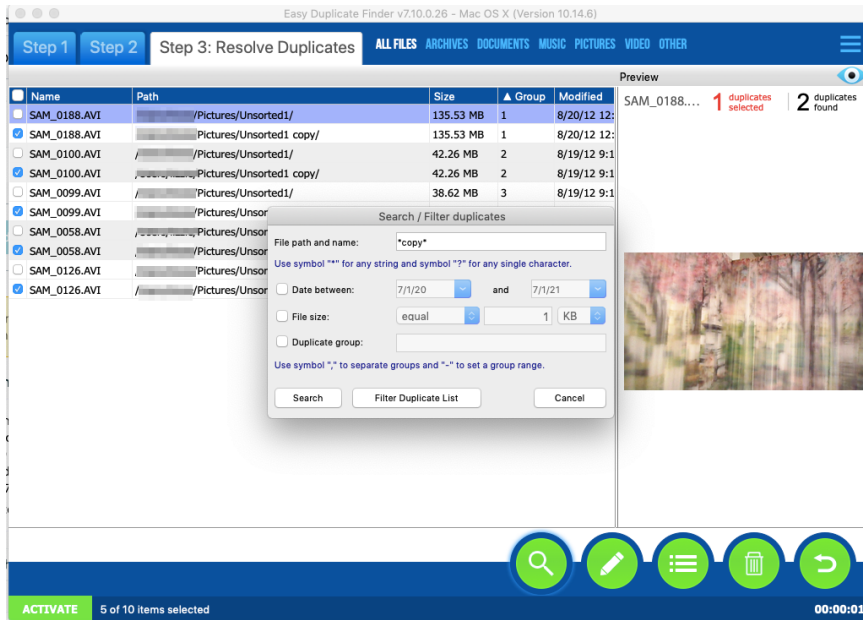 Easy Duplicate Finder v7.10.0.26 - Mac OS X (Version 10.14.6)
Step 1 Step 2 Step 3: Resolve Duplicates ALL FILES ARCHIVES DOCUMENTS MUSIC PICTURES VIDEO OTHER
Preview
Name Path Size ▲ Group Modified
SAM_0188.... 1 duplicates selected 2 duplicates found
SAM_0188.AVI /Pictures/Unsorted1/ 135.53 MB 1 8/20/12 12:
SAM_0188.AVI Pictures/Unsorted1 copy/ 135.53 MB 1 8/20/12 12:
SAM_0100.AVI / /Pictures/Unsorted1/ 42.26 MB 2 8/19/12 9:1
SAM_0100.AVI /Pictures/Unsorted1 copy/ 42.26 MB 2 8/19/12 9:1
SAM_0099.AVI / /Pictures/Unsorted1/ 38.62 MB 3 8/19/12 9:1
SAM_0099.AVI /Pictures/Unsor
SAM_0058.AVI /Pictures/Unsor
SAM_0058.AVI /Pictures/Unsor
SAM_0126.AVI Pictures/Unsor
SAM_0126.AVI / /Pictures/Unsor
Search / Filter duplicates
File path and name: *copy*
Use symbol "*" for any string and symbol "?" for any single character.
Date between: 7/1/20 and 7/1/21
File size: equal 1 KB
Duplicate group:
Use symbol "," to separate groups and "-" to set a group range.
Search Filter Duplicate List Cancel
ACTIVATE 5 of 10 items selected 00:00:01